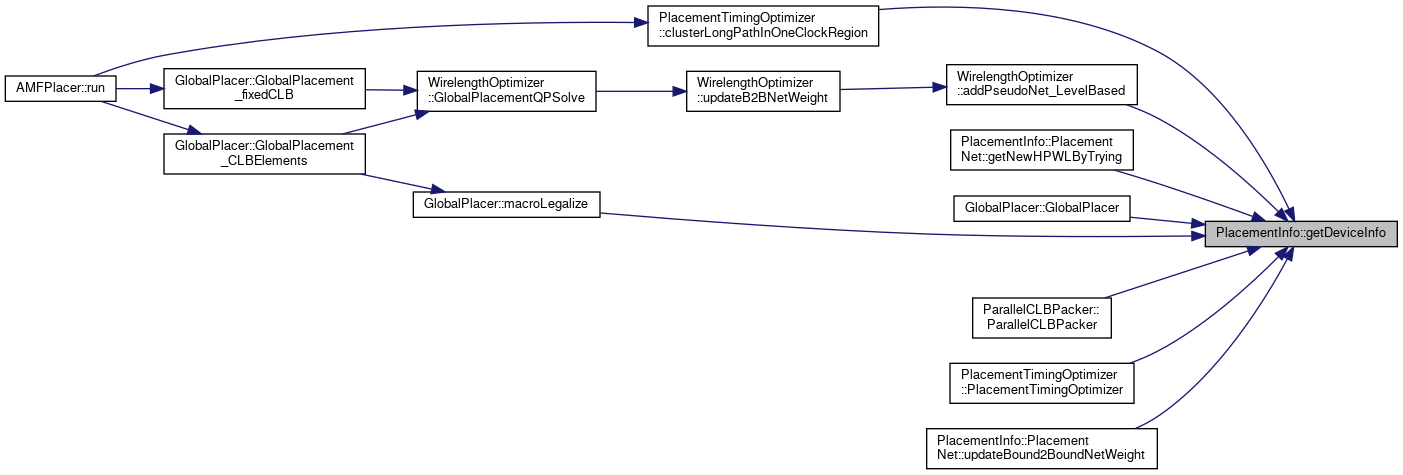 PlacementTimingOptimizer
::clusterLongPathInOneClockRegion
AMFPlacer::run
GlobalPlacer::GlobalPlacement
_fixedCLB
WirelengthOptimizer
::GlobalPlacementQPSolve
WirelengthOptimizer
::updateB2BNetWeight
WirelengthOptimizer
::addPseudoNet_LevelBased
GlobalPlacer::GlobalPlacement
_CLBElements
PlacementInfo::Placement
Net::getNewHPWLByTrying
GlobalPlacer::macroLegalize
GlobalPlacer::GlobalPlacer
PlacementInfo::getDeviceInfo
ParallelCLBPacker::
ParallelCLBPacker
PlacementTimingOptimizer
::PlacementTimingOptimizer
PlacementInfo::Placement
Net::updateBound2BoundNetWeight